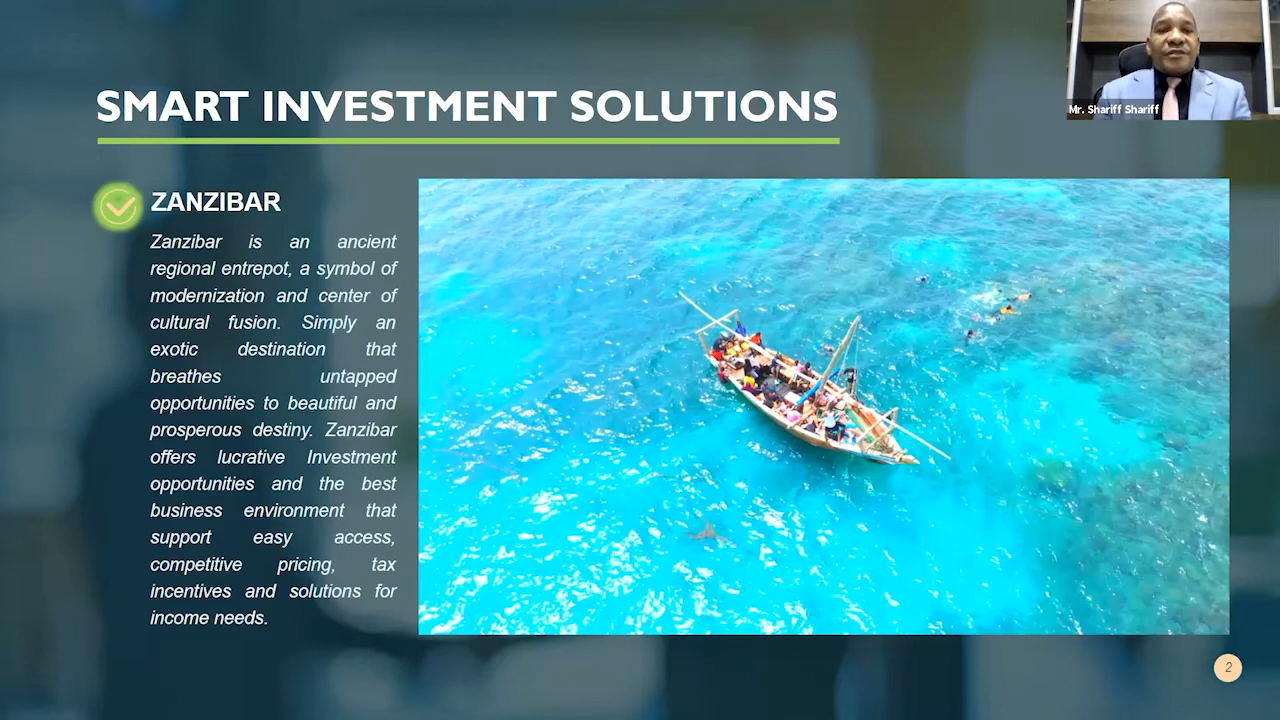 Mr. Shariff Shariff
SMART INVESTMENT SOLUTIONS
ZANZIBAR
Zanzibar is an ancient
regional entrepot, a symbol of
modernization and center of
cultural fusion. Simply an
exotic destination that
breathes untapped
opportunities to beautiful and
prosperous destiny. Zanzibar
offers lucrative Investment
opportunities and the best
business environment that
support easy access,
competitive pricing, tax
incentives and solutions for
income needs.
2